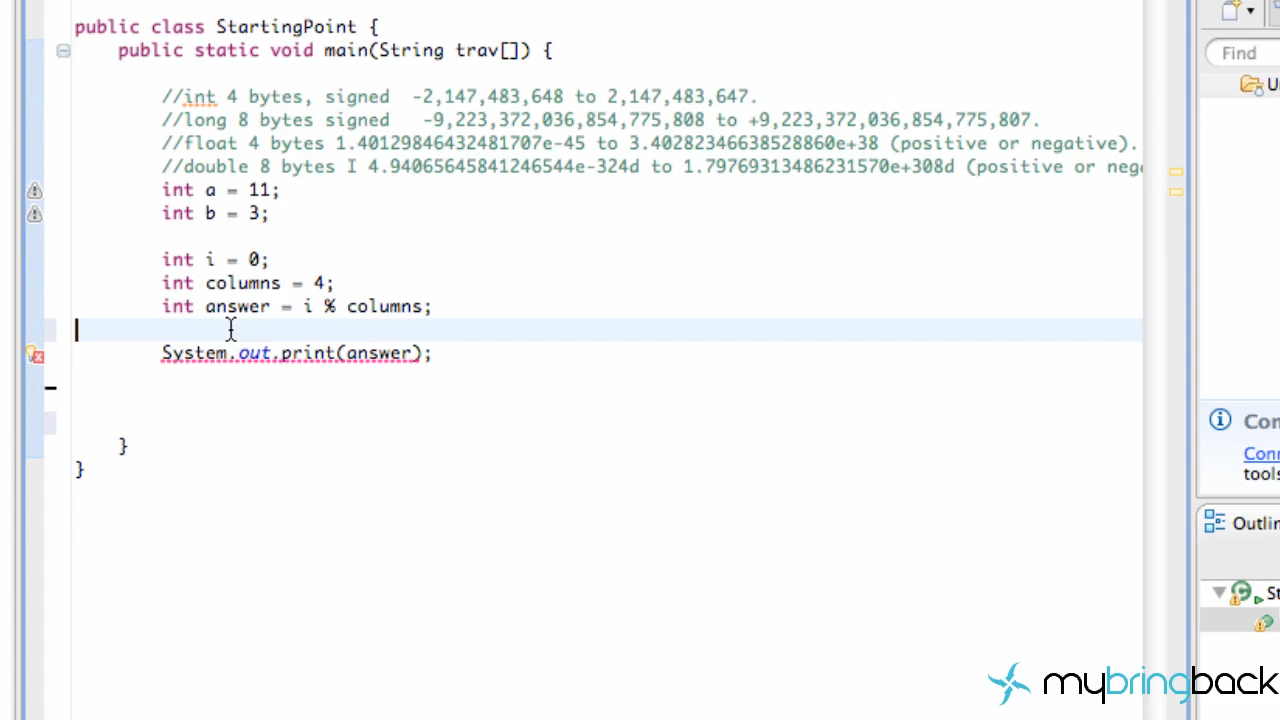 public class StartingPoint {
public static void main(String trav[]) {
//int 4 bytes, signed -2,147,483,648 to 2,147,483,647.
//long 8 bytes signed -9,223,372,036,854,775,808 to +9,223,372,036,854,775,807.
//float 4 bytes 1.40129846432481707e-45 to 3.40282346638528860e+38 (positive or negative).
//double 8 bytes I 4.94065645841246544e-324d to 1.79769313486231570e+308d (positive or neg
int a = 11;
int b = 3;
int i = 0;
int columns = 4;
int answer = i % columns;
System.out.print(answer);
}
}
Find
Con
Conn
tools
Outlin
St
mybringback